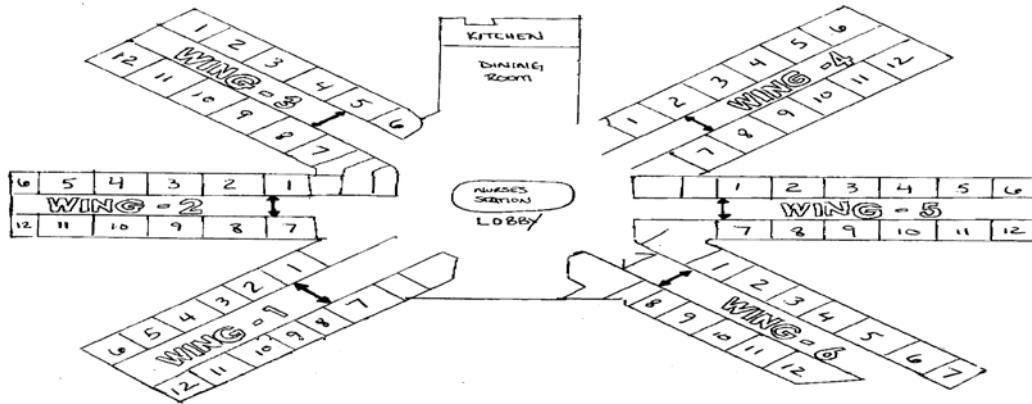 KITCHEN
DINING
ROOM
1 2 3 4 5 6
WING - 3
12 11 10 9 8 7
1 2 3 4 5 6
WING - 4
7 8 9 10 11 12
6 5 4 3 2 1
WING - 2
12 11 10 9 8 7
NURSES
STATION
LOBBY
1 2 3 4 5 6
WING - 5
7 8 9 10 11 12
6 5 4 3 2 1
WING - 1
12 11 10 9 8 7
1 2 3 4 5 6 7
WING - 6
8 9 10 11 12